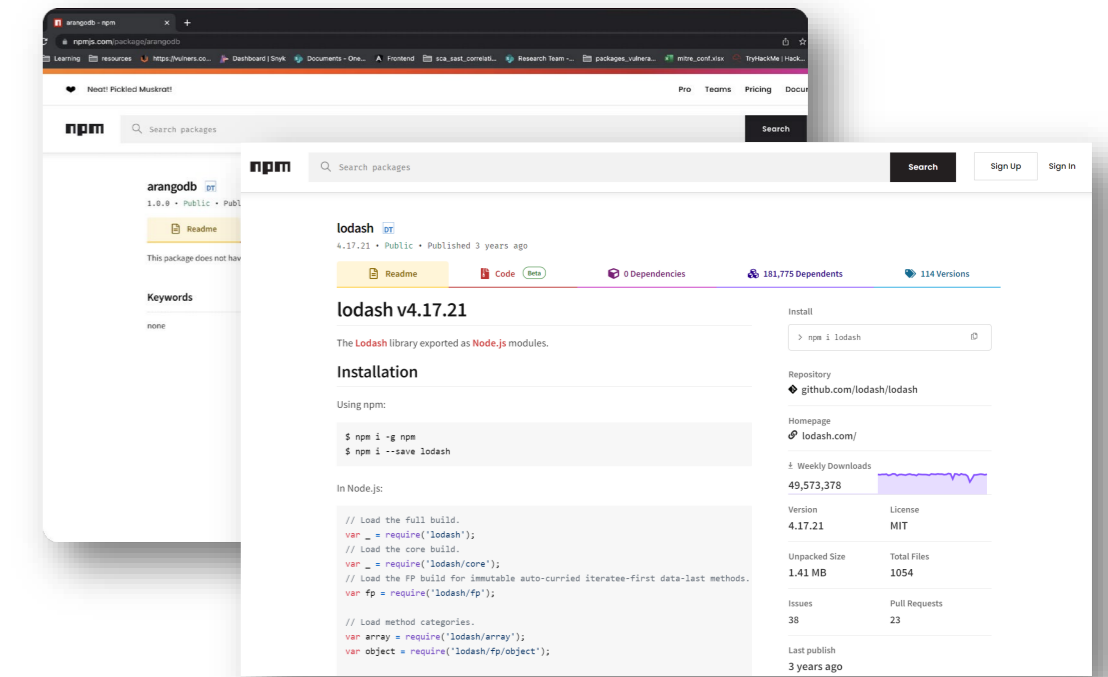 arangodb - npm
npmjs.com/package/arangodb
Learning resources https://vulners.co... Dashboard | Snyk Documents - One... Frontend sca_sast_correlati... Research Team -... packages_vulnera... mitre_conf.xlsx TryHackMe | Hack...
Neat! Pickled Muskrat!
Pro Teams Pricing Docu
npm Search packages Search
arangodb DT
1.0.0 • Public • Publ
Readme
This package does not hav
Keywords
none
npm Search packages Search Sign Up Sign In
lodash DT
4.17.21 • Public • Published 3 years ago
Readme Code Beta 0 Dependencies 181,775 Dependents 114 Versions
lodash v4.17.21
The Lodash library exported as Node.js modules.
Installation
Using npm:
$ npm i -g npm
$ npm i --save lodash
In Node.js:
// Load the full build.
var _ = require('lodash');
// Load the core build.
var _ = require('lodash/core');
// Load the FP build for immutable auto-curried iteratee-first data-last methods.
var fp = require('lodash/fp');
// Load method categories.
var array = require('lodash/array');
var object = require('lodash/fp/object');
Install
> npm i lodash
Repository
github.com/lodash/lodash
Homepage
lodash.com/
Weekly Downloads
49,573,378
Version License
4.17.21 MIT
Unpacked Size Total Files
1.41 MB 1054
Issues Pull Requests
38 23
Last publish
3 years ago